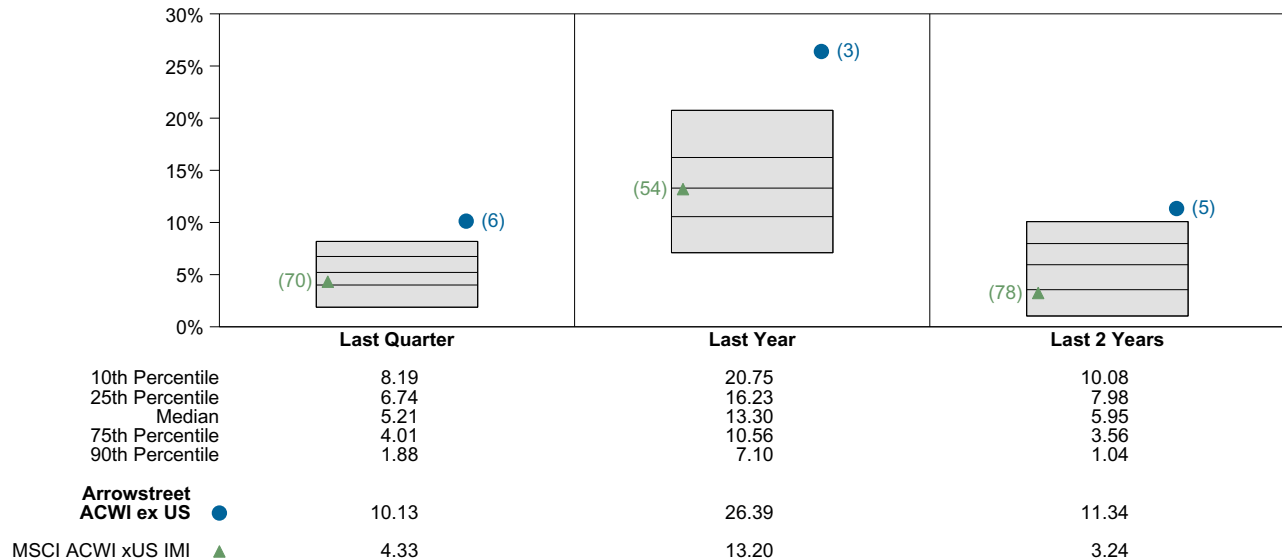 30%
25%
20%
15%
10%
5%
0%
(6)
(70)
(3)
(54)
(5)
(78)
Last Quarter Last Year Last 2 Years
10th Percentile 8.19 20.75 10.08
25th Percentile 6.74 16.23 7.98
Median 5.21 13.30 5.95
75th Percentile 4.01 10.56 3.56
90th Percentile 1.88 7.10 1.04
Arrowstreet
ACWI ex US 10.13 26.39 11.34
MSCI ACWI xUS IMI 4.33 13.20 3.24